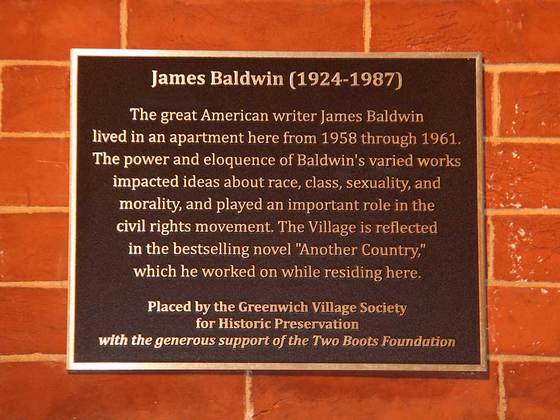 James Baldwin (1924-1987)
The great American writer James Baldwin
lived in an apartment here from 1958 through 1961.
The power and eloquence of Baldwin's varied works
impacted ideas about race, class, sexuality, and
morality, and played an important role in the
civil rights movement. The Village is reflected
in the bestselling novel "Another Country,"
which he worked on while residing here.
Placed by the Greenwich Village Society
for Historic Preservation
with the generous support of the Two Boots Foundation